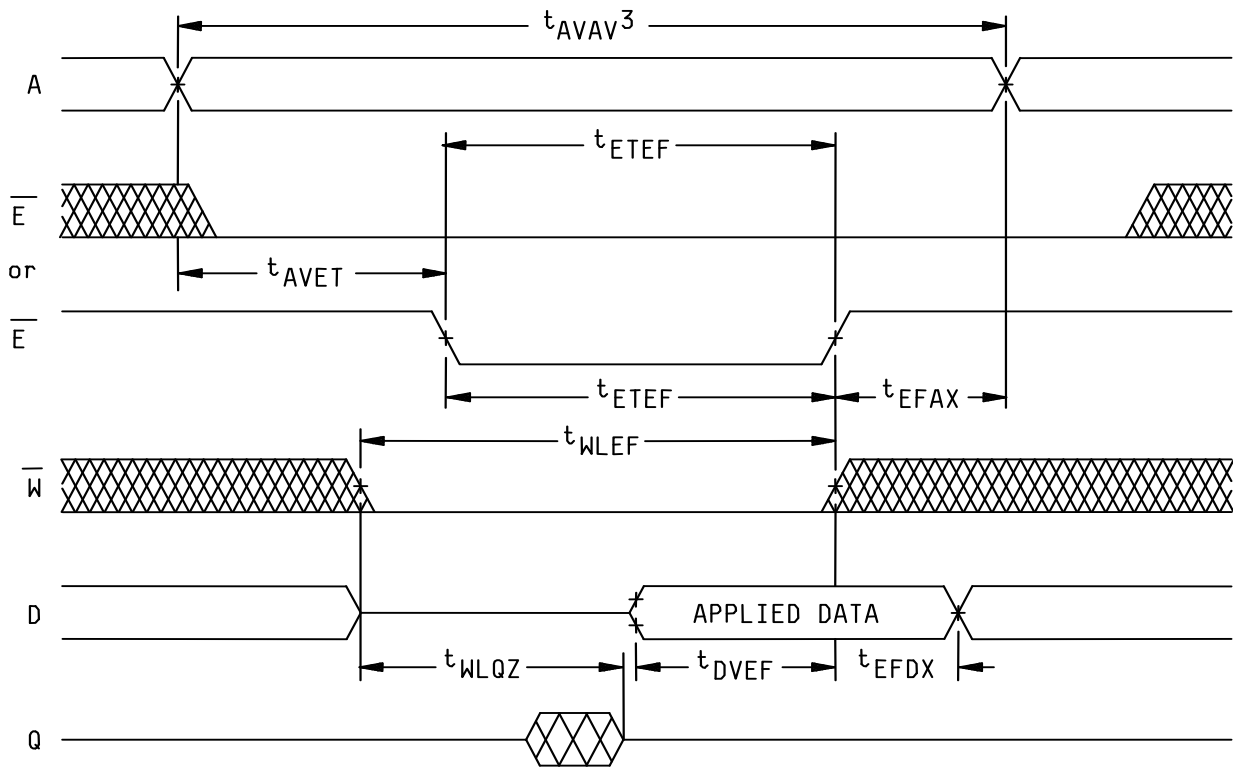 tAVAV3
A
tETEF
E
or
tAVET
E
tETEF
tEFAX
tWLEF
W
D
APPLIED DATA
tWLQZ
tDVEF
tEFDX
Q